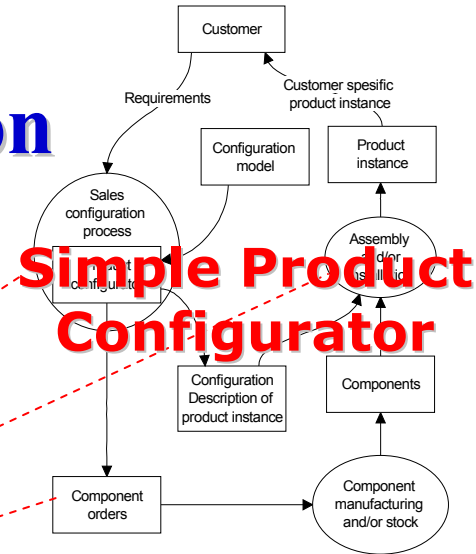 Customer
Customer spesific
product instance
Requirements
on
Configuration
model
Product
instance
Sales
configuration
process
Assembly
Simple Product
Configurator
Configuration
Description of
product instance
Components
Component
orders
Component
manufacturing
and/or stock